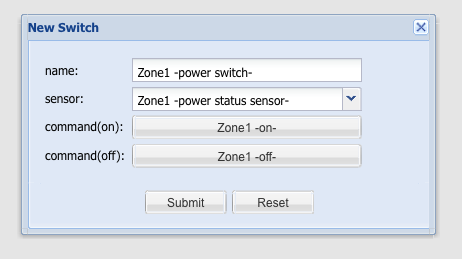 New Switch
name: Zone1 -power switch-
sensor: Zone1 -power status sensor-
command(on): Zone1 -on-
command(off): Zone1 -off-
Submit Reset